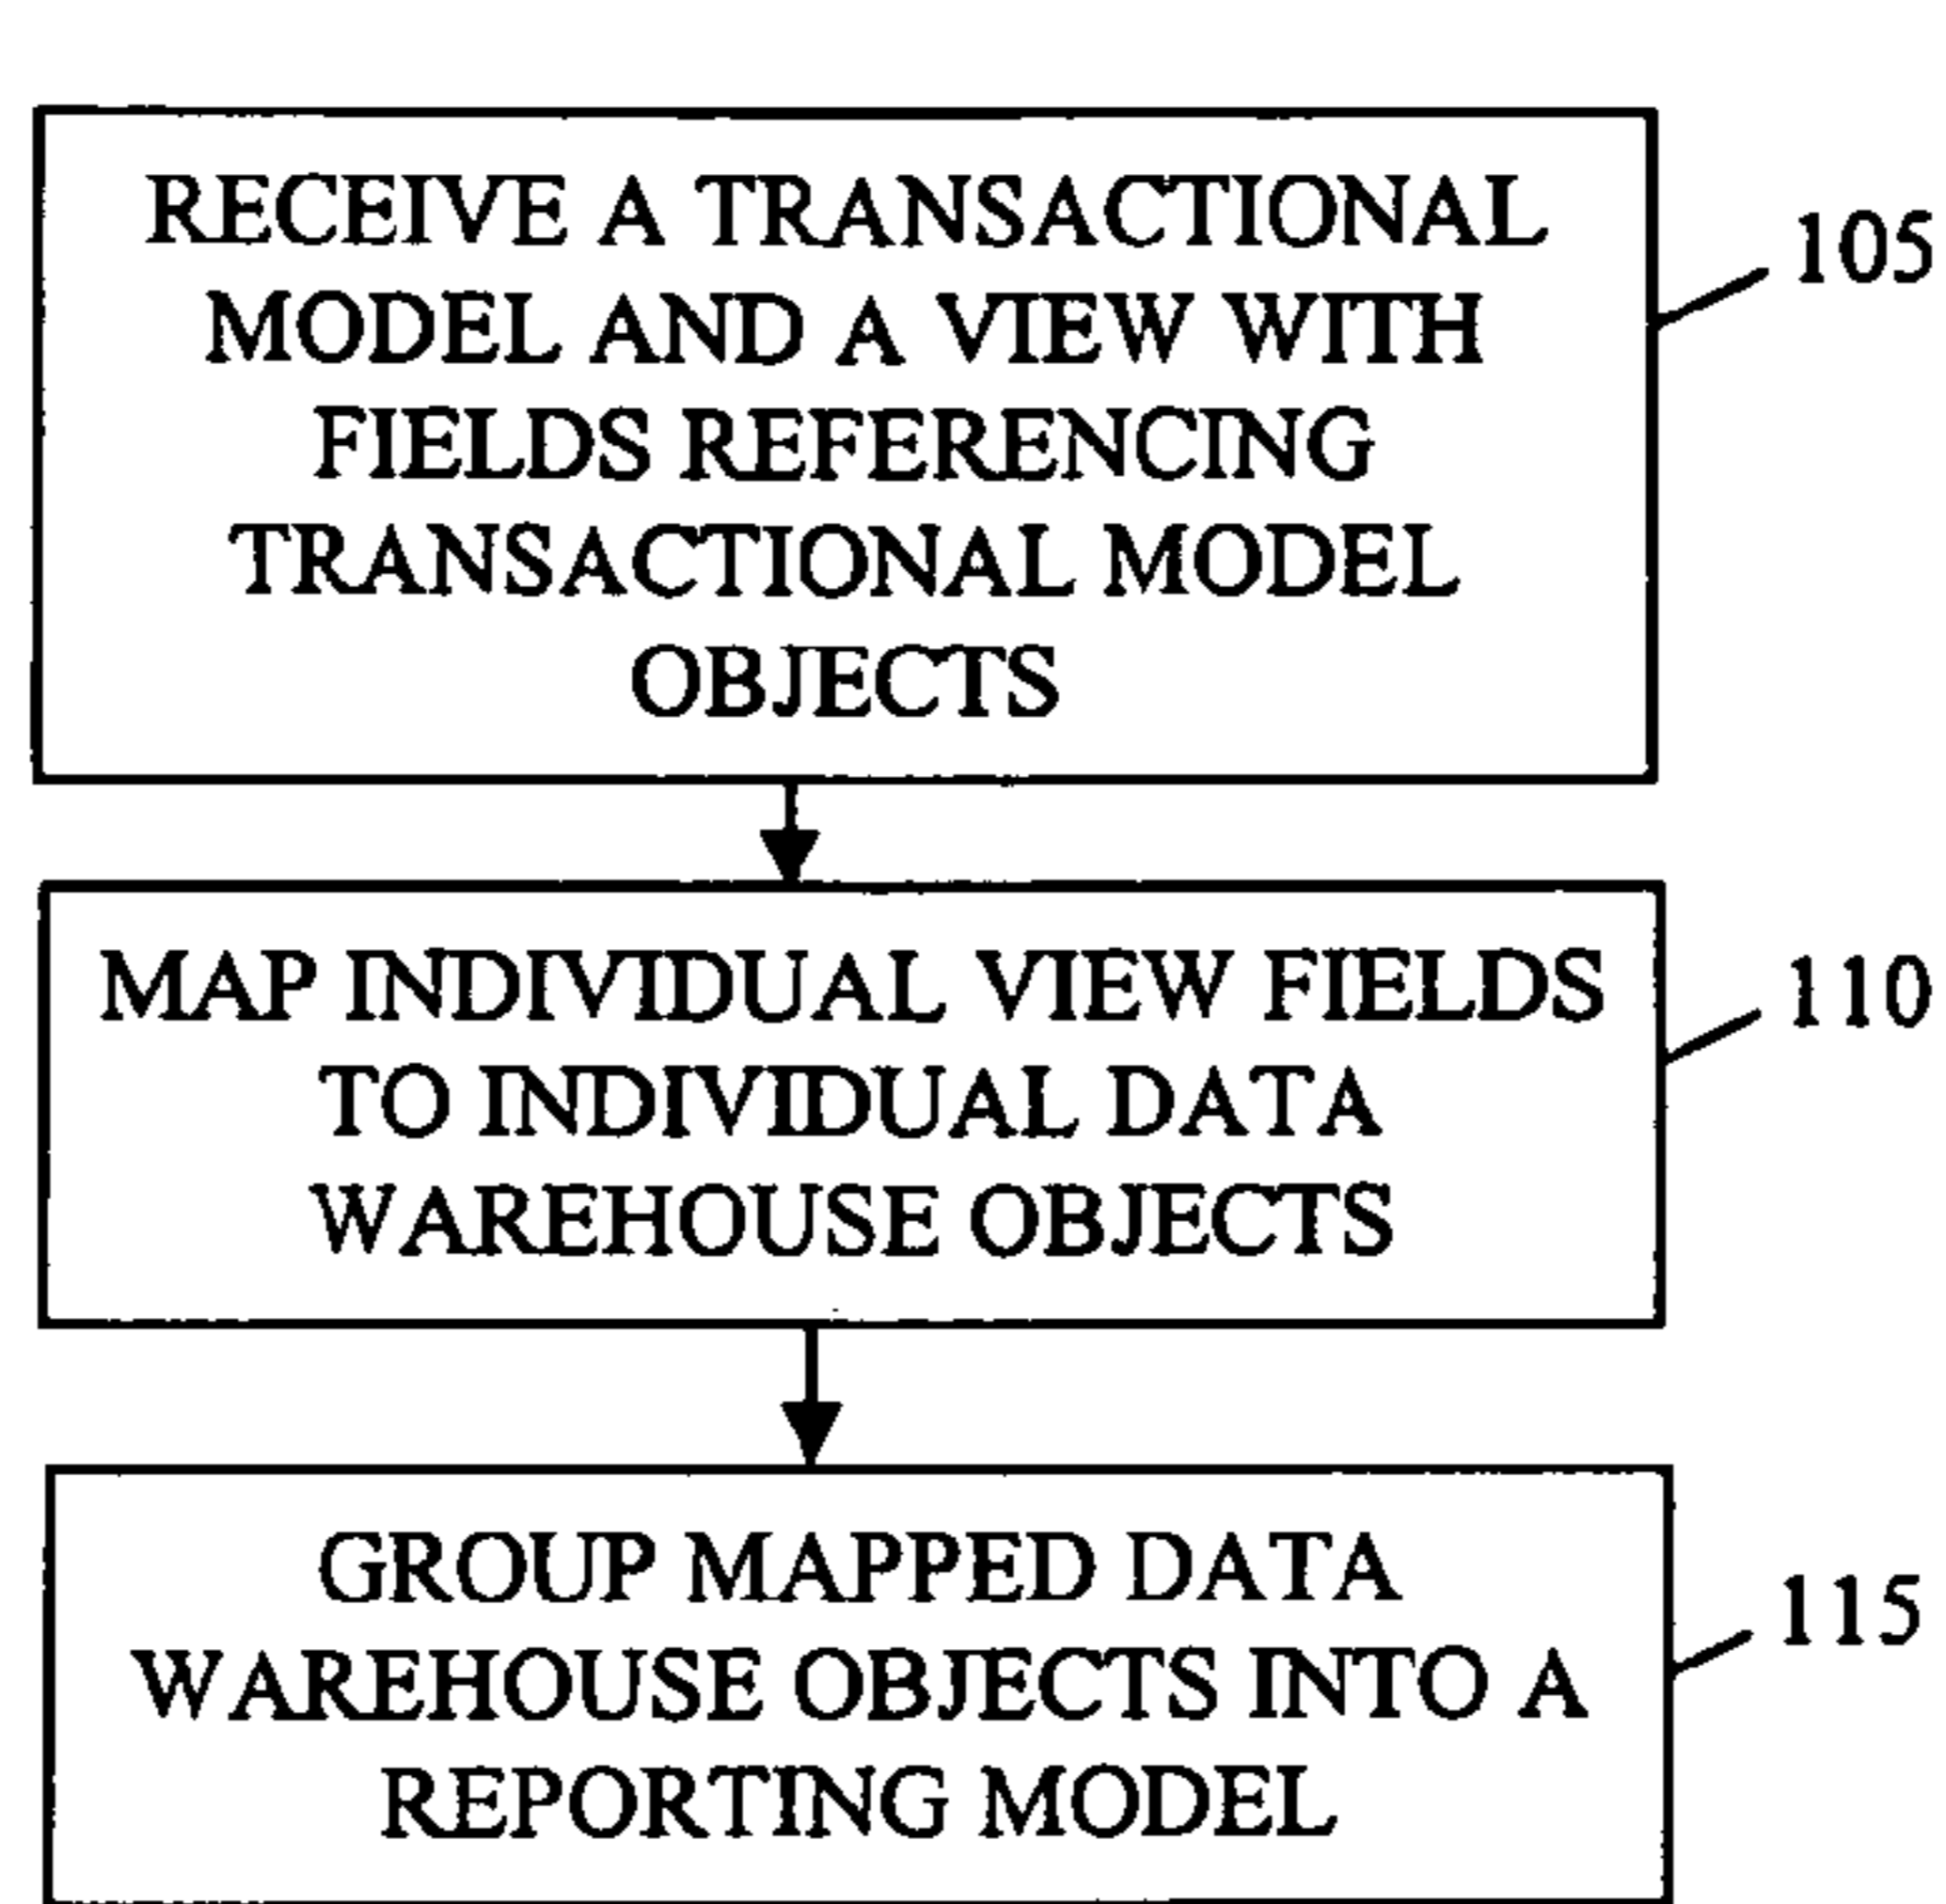 RECEIVE A TRANSACTIONAL
MODEL AND A VIEW WITH
FIELDS REFERENCING
TRANSACTIONAL MODEL
OBJECTS
105
MAP INDIVIDUAL VIEW FIELDS
TO INDIVIDUAL DATA
WAREHOUSE OBJECTS
110
GROUP MAPPED DATA
WAREHOUSE OBJECTS INTO A
REPORTING MODEL
115